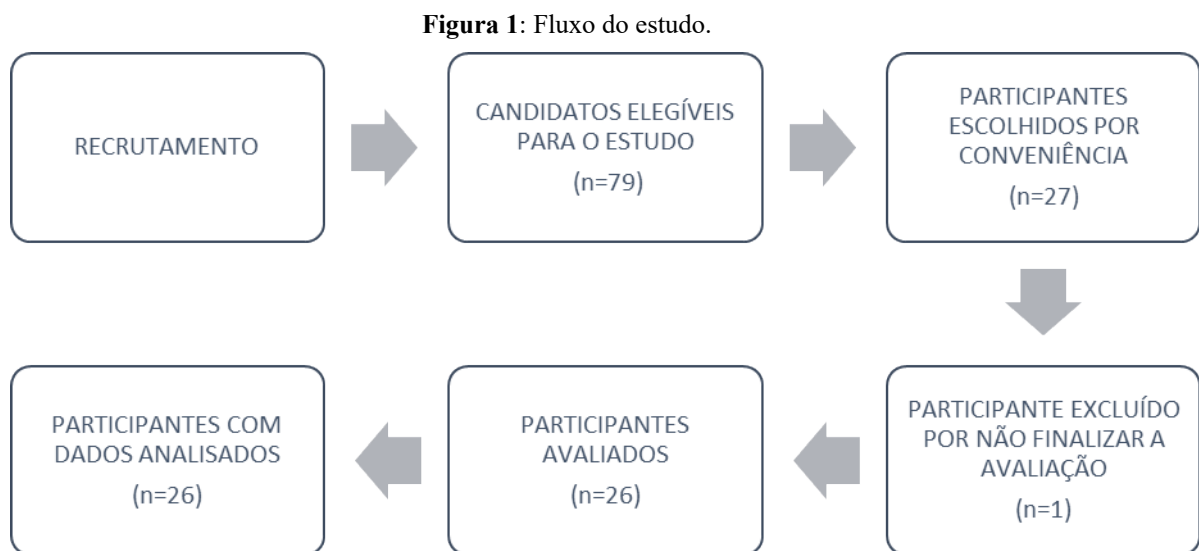 Figura 1: Fluxo do estudo.
RECRUTAMENTO
CANDIDATOS ELEGÍVEIS
PARA O ESTUDO
(n=79)
PARTICIPANTES
ESCOLHIDOS POR
CONVENIÊNCIA
(n=27)
PARTICIPANTE EXCLUÍDO
POR NÃO FINALIZAR A
AVALIAÇÃO
(n=1)
PARTICIPANTES
AVALIADOS
(n=26)
PARTICIPANTES COM
DADOS ANALISADOS
(n=26)